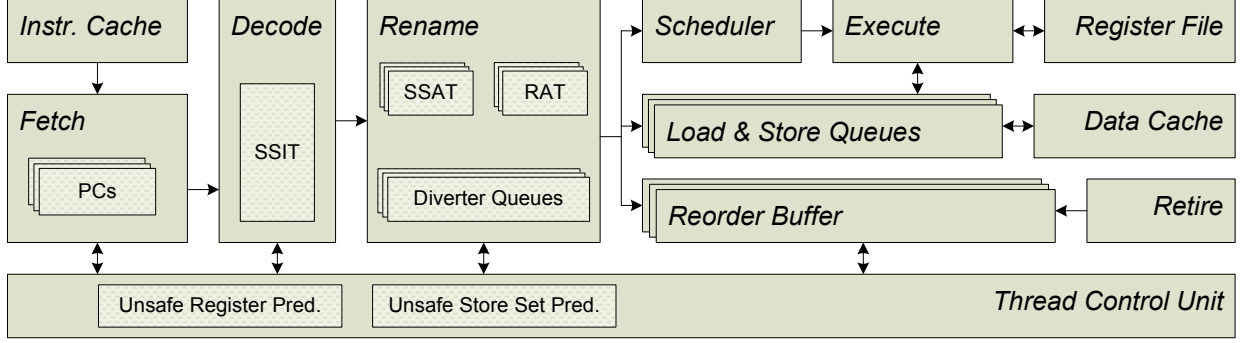 Instr. Cache
Decode
Rename
Scheduler
Execute
Register File
SSAT
RAT
Fetch
Load & Store Queues
Data Cache
SSIT
PCs
Diverter Queues
Reorder Buffer
Retire
Unsafe Register Pred.
Unsafe Store Set Pred.
Thread Control Unit